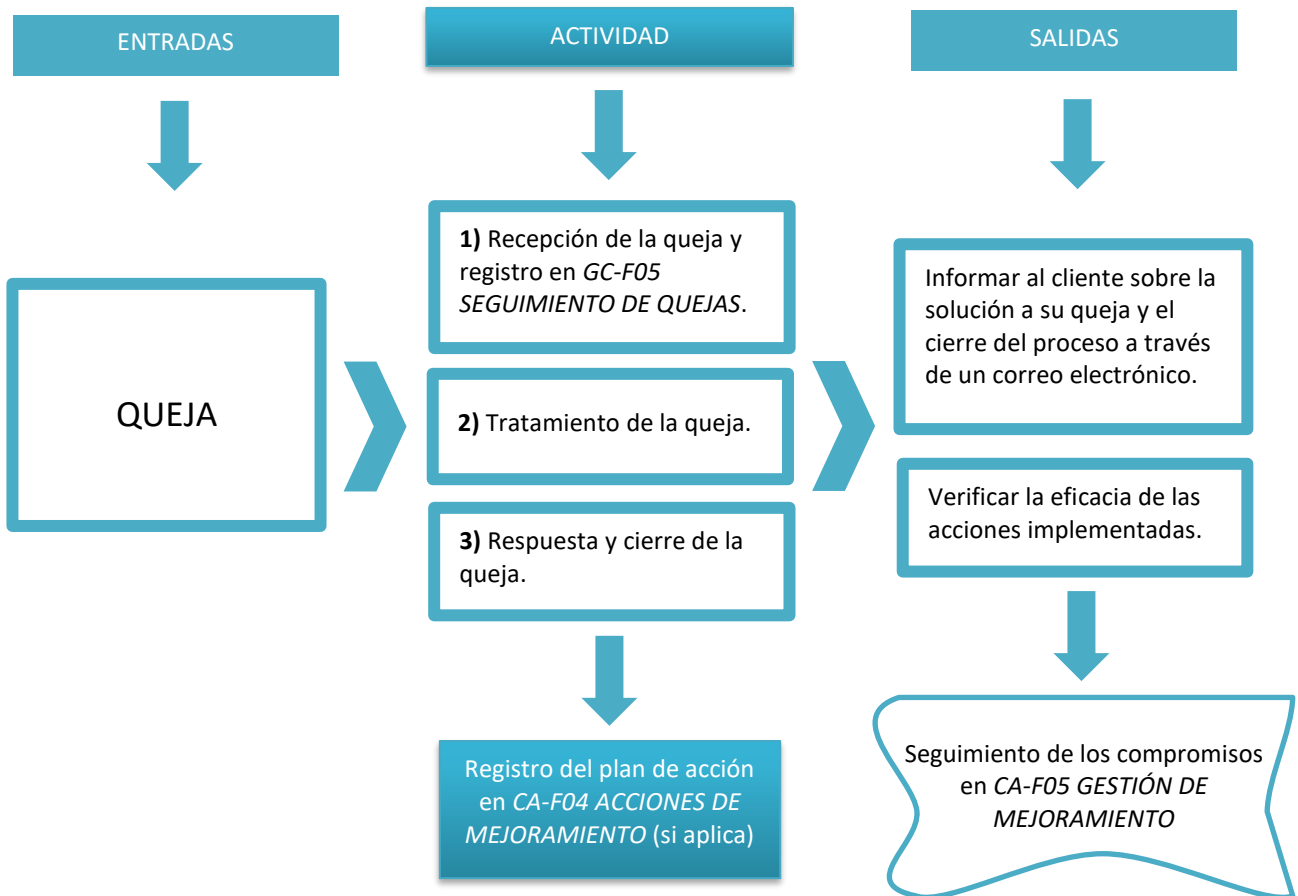 ENTRADAS
ACTIVIDAD
SALIDAS
QUEJA
1) Recepción de la queja y
registro en GC-F05
SEGUIMIENTO DE QUEJAS.
2) Tratamiento de la queja.
3) Respuesta y cierre de la
queja.
Registro del plan de acción
en CA-F04 ACCIONES DE
MEJORAMIENTO (si aplica)
Informar al cliente sobre la
solución a su queja y el
cierre del proceso a través
de un correo electrónico.
Verificar la eficacia de las
acciones implementadas.
Seguimiento de los compromisos
en CA-F05 GESTIÓN DE
MEJORAMIENTO